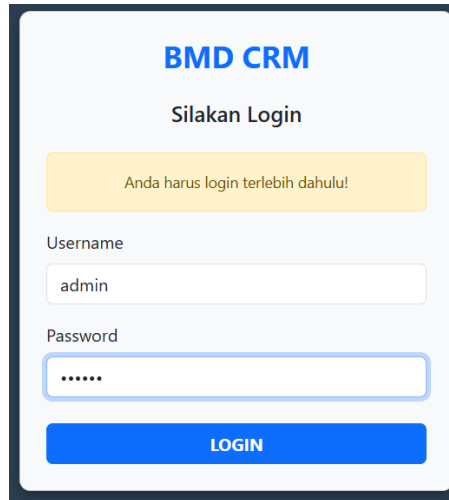 BMD CRM
Silakan Login
Anda harus login terlebih dahulu!
Username
admin
Password
••••••
LOGIN